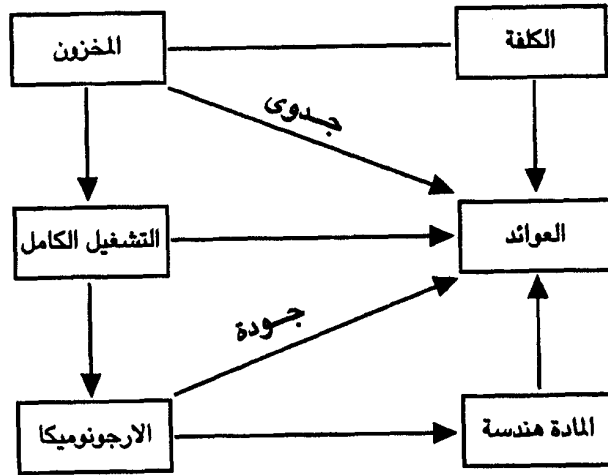 الكلفة
المخزون
جدوى
العوائد
التشغيل الكامل
جودة
المادة هندسة
الارجونوميكا